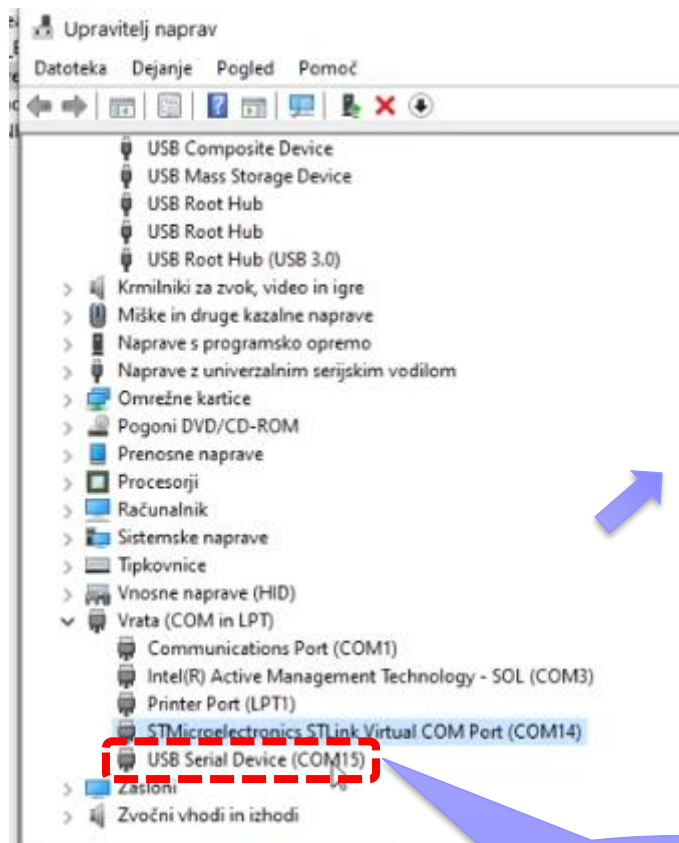 Upravitelj naprav
Datoteka Dejanje Pogled Pomoč
USB Composite Device
USB Mass Storage Device
USB Root Hub
USB Root Hub
USB Root Hub (USB 3.0)
Krmilniki za zvok, video in igre
Miške in druge kazalne naprave
Naprave s programsko opremo
Naprave z univerzalnim serijskim vodilom
Omrežne kartice
Pogoni DVD/CD-ROM
Prenosne naprave
Procesorji
Računalnik
Sistemske naprave
Tipkovnice
Vnosne naprave (HID)
Vrata (COM in LPT)
Communications Port (COM1)
Intel(R) Active Management Technology - SOL (COM3)
Printer Port (LPT1)
STMicroelectronics STLink Virtual COM Port (COM14)
USB Serial Device (COM15)
Zasloni
Zvočni vhodi in izhodi